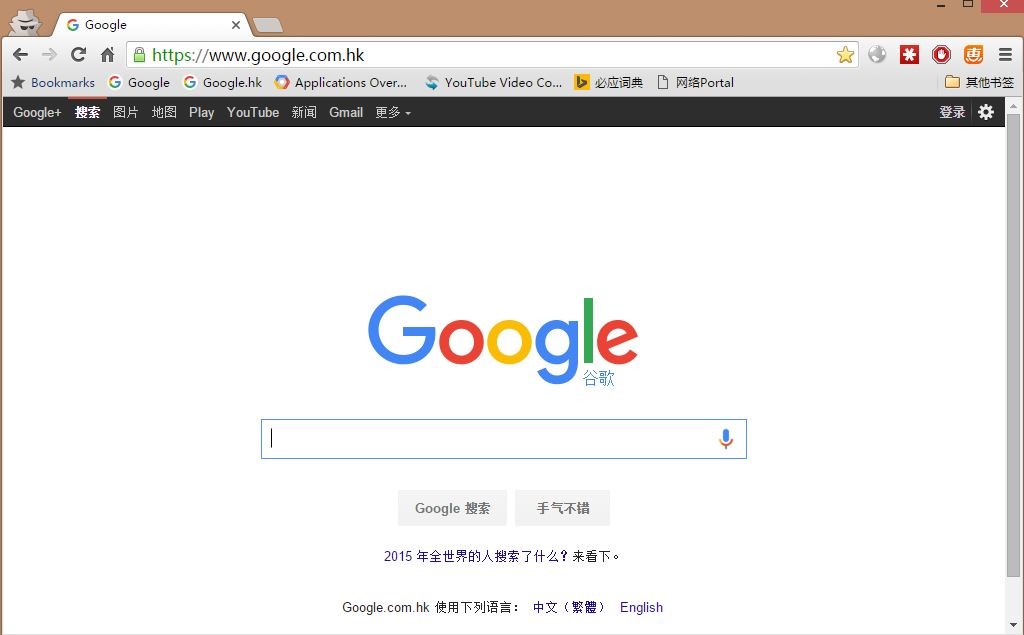 Google
https://www.google.com.hk
Bookmarks Google Google.hk Applications Over... YouTube Video Co... 必应词典 网络Portal 其他书签
Google+ 搜索 图片 地图 Play YouTube 新闻 Gmail 更多 登录
Google
谷歌
Google 搜索 手气不错
2015 年全世界的人搜索了什么？来看下。
Google.com.hk 使用下列语言： 中文（繁體） English